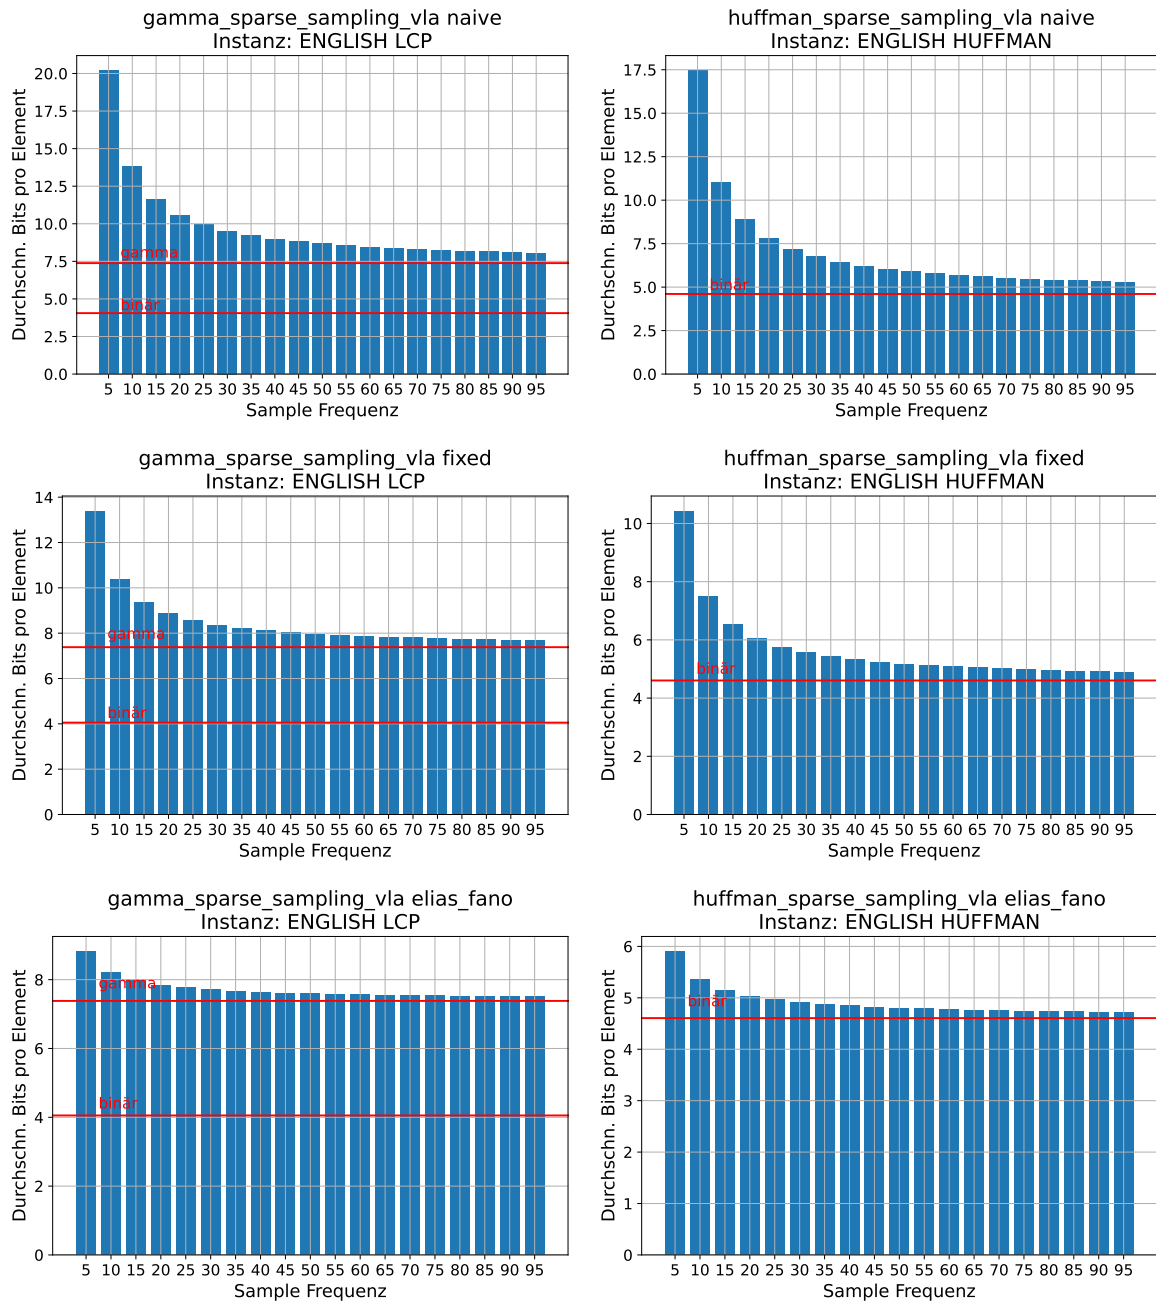 gamma_sparse_sampling_vla naive
Instanz: ENGLISH LCP
Durchschn. Bits pro Element
20.0
17.5
15.0
12.5
10.0
7.5
5.0
2.5
0.0
gamma
binär
5 10 15 20 25 30 35 40 45 50 55 60 65 70 75 80 85 90 95
Sample Frequenz
huffman_sparse_sampling_vla naive
Instanz: ENGLISH HUFFMAN
Durchschn. Bits pro Element
17.5
15.0
12.5
10.0
7.5
5.0
2.5
0.0
binär
5 10 15 20 25 30 35 40 45 50 55 60 65 70 75 80 85 90 95
Sample Frequenz
gamma_sparse_sampling_vla fixed
Instanz: ENGLISH LCP
Durchschn. Bits pro Element
14
12
10
8
6
4
2
0
gamma
binär
5 10 15 20 25 30 35 40 45 50 55 60 65 70 75 80 85 90 95
Sample Frequenz
huffman_sparse_sampling_vla fixed
Instanz: ENGLISH HUFFMAN
Durchschn. Bits pro Element
10
8
6
4
2
0
binär
5 10 15 20 25 30 35 40 45 50 55 60 65 70 75 80 85 90 95
Sample Frequenz
gamma_sparse_sampling_vla elias_fano
Instanz: ENGLISH LCP
Durchschn. Bits pro Element
8
6
4
2
0
gamma
binär
5 10 15 20 25 30 35 40 45 50 55 60 65 70 75 80 85 90 95
Sample Frequenz
huffman_sparse_sampling_vla elias_fano
Instanz: ENGLISH HUFFMAN
Durchschn. Bits pro Element
6
5
4
3
2
1
0
binär
5 10 15 20 25 30 35 40 45 50 55 60 65 70 75 80 85 90 95
Sample Frequenz